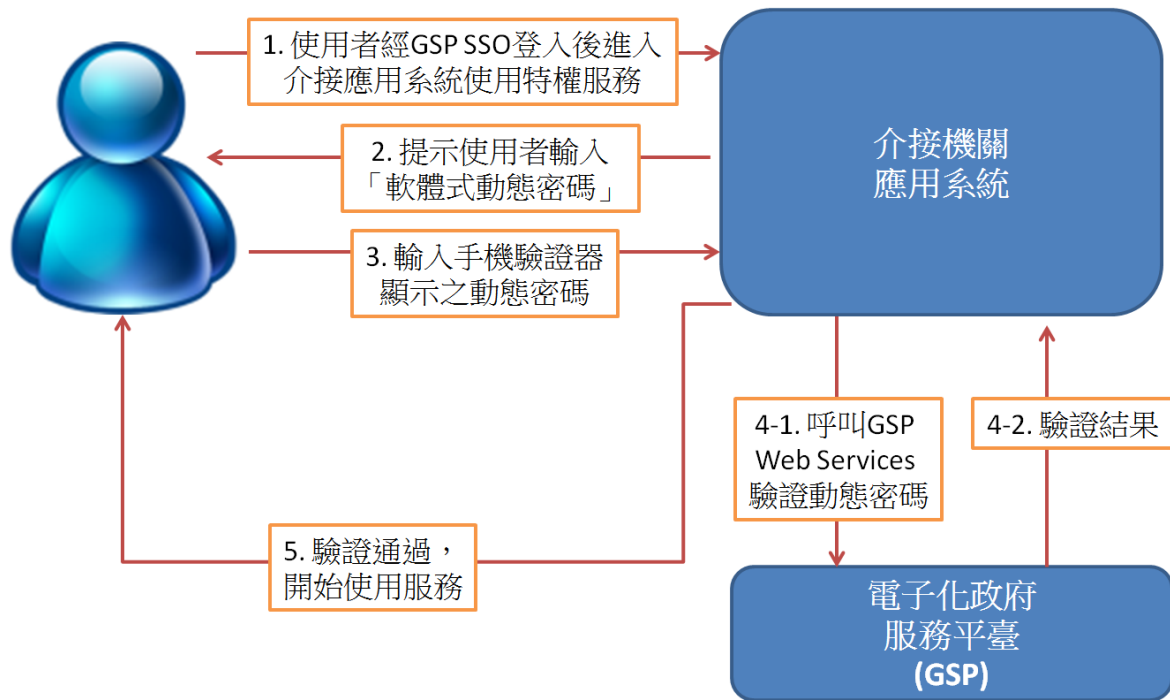 1. 使用者經GSP SSO登入後進入
介接應用系統使用特權服務
2. 提示使用者輸入
「軟體式動態密碼」
3. 輸入手機驗證器
顯示之動態密碼
介接機關
應用系統
4-1. 呼叫GSP
Web Services
驗證動態密碼
4-2. 驗證結果
5. 驗證通過，
開始使用服務
電子化政府
服務平臺
(GSP)